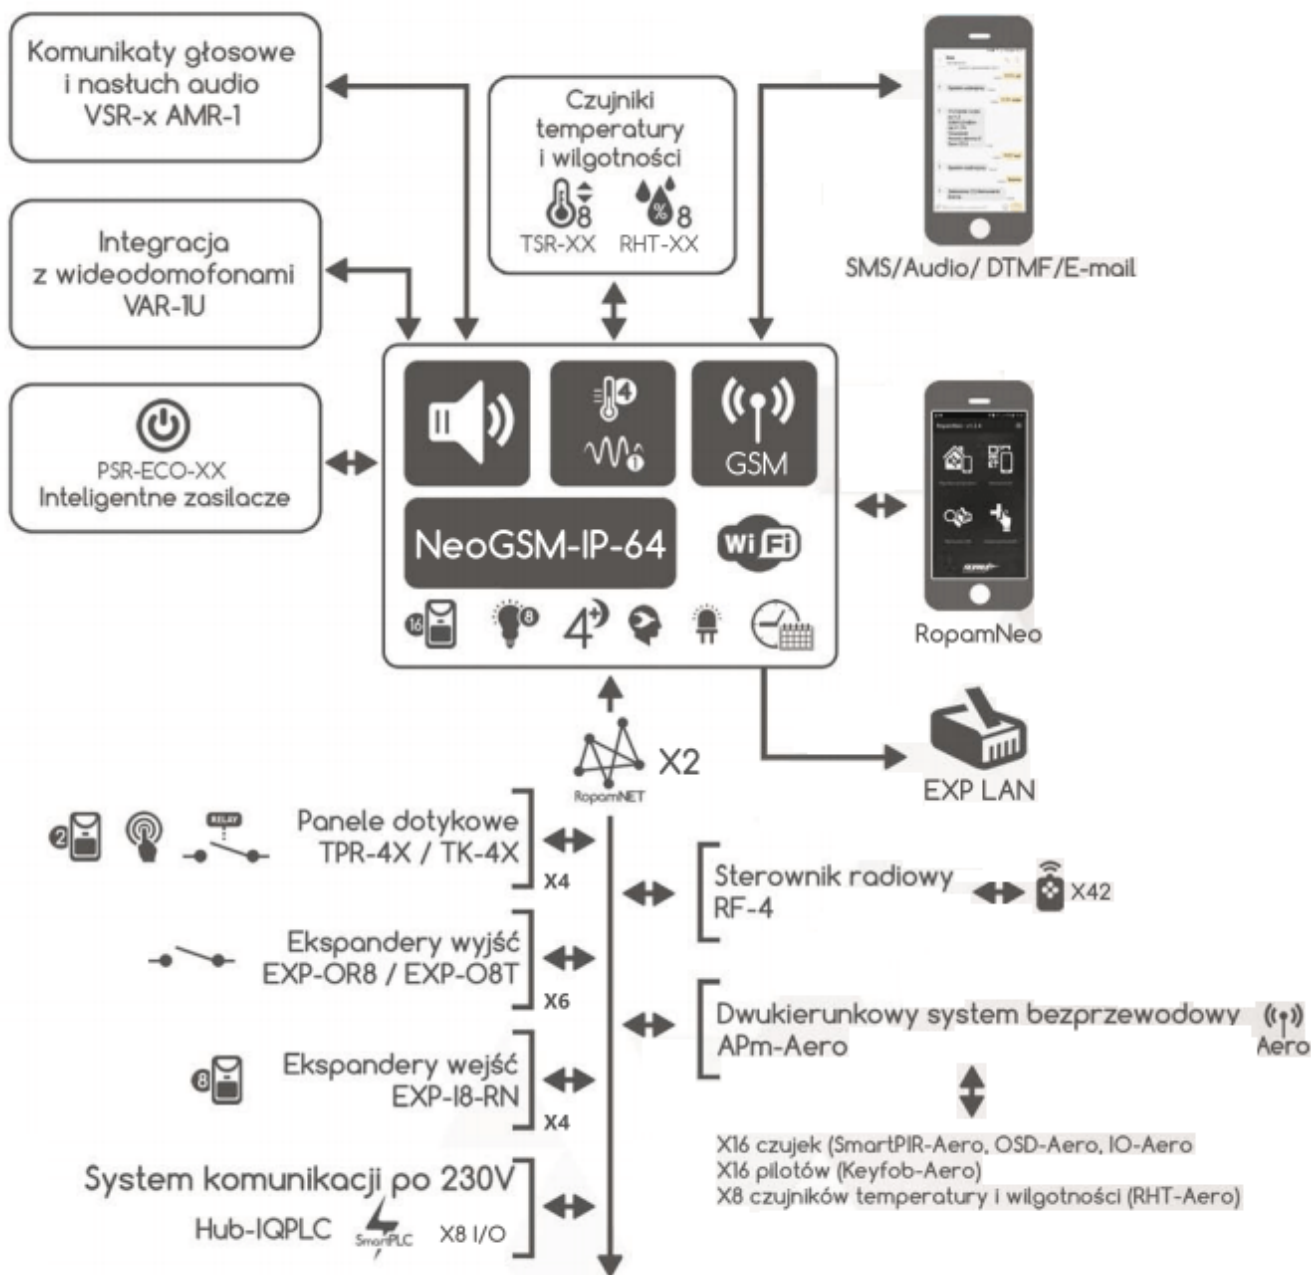 Komunikaty głosowe
i nasłuch audio
VSR-x AMR-1
Integracja
z wideodomofonami
VAR-1U
PSR-ECO-XX
Inteligentne zasilacze
Czujniki
temperatury
i wilgotności
8 % 8
TSR-XX RHT-XX
SMS/Audio/ DTMF/E-mail
4
1
GSM
NeoGSM-IP-64
WiFi
16 8 4+
RopamNeo
EXP LAN
X2
RopamNET
2
RELAY
Panele dotykowe
TPR-4X / TK-4X
X4
Ekspandery wyjść
EXP-OR8 / EXP-O8T
X6
8
Ekspandery wejść
EXP-I8-RN
X4
System komunikacji po 230V
Hub-IQPLC SmartPLC X8 I/O
Sterownik radiowy
RF-4
X42
Dwukierunkowy system bezprzewodowy
APm-Aero
Aero
X16 czujek (SmartPIR-Aero, OSD-Aero, IO-Aero
X16 pilotów (Keyfob-Aero)
X8 czujników temperatury i wilgotności (RHT-Aero)